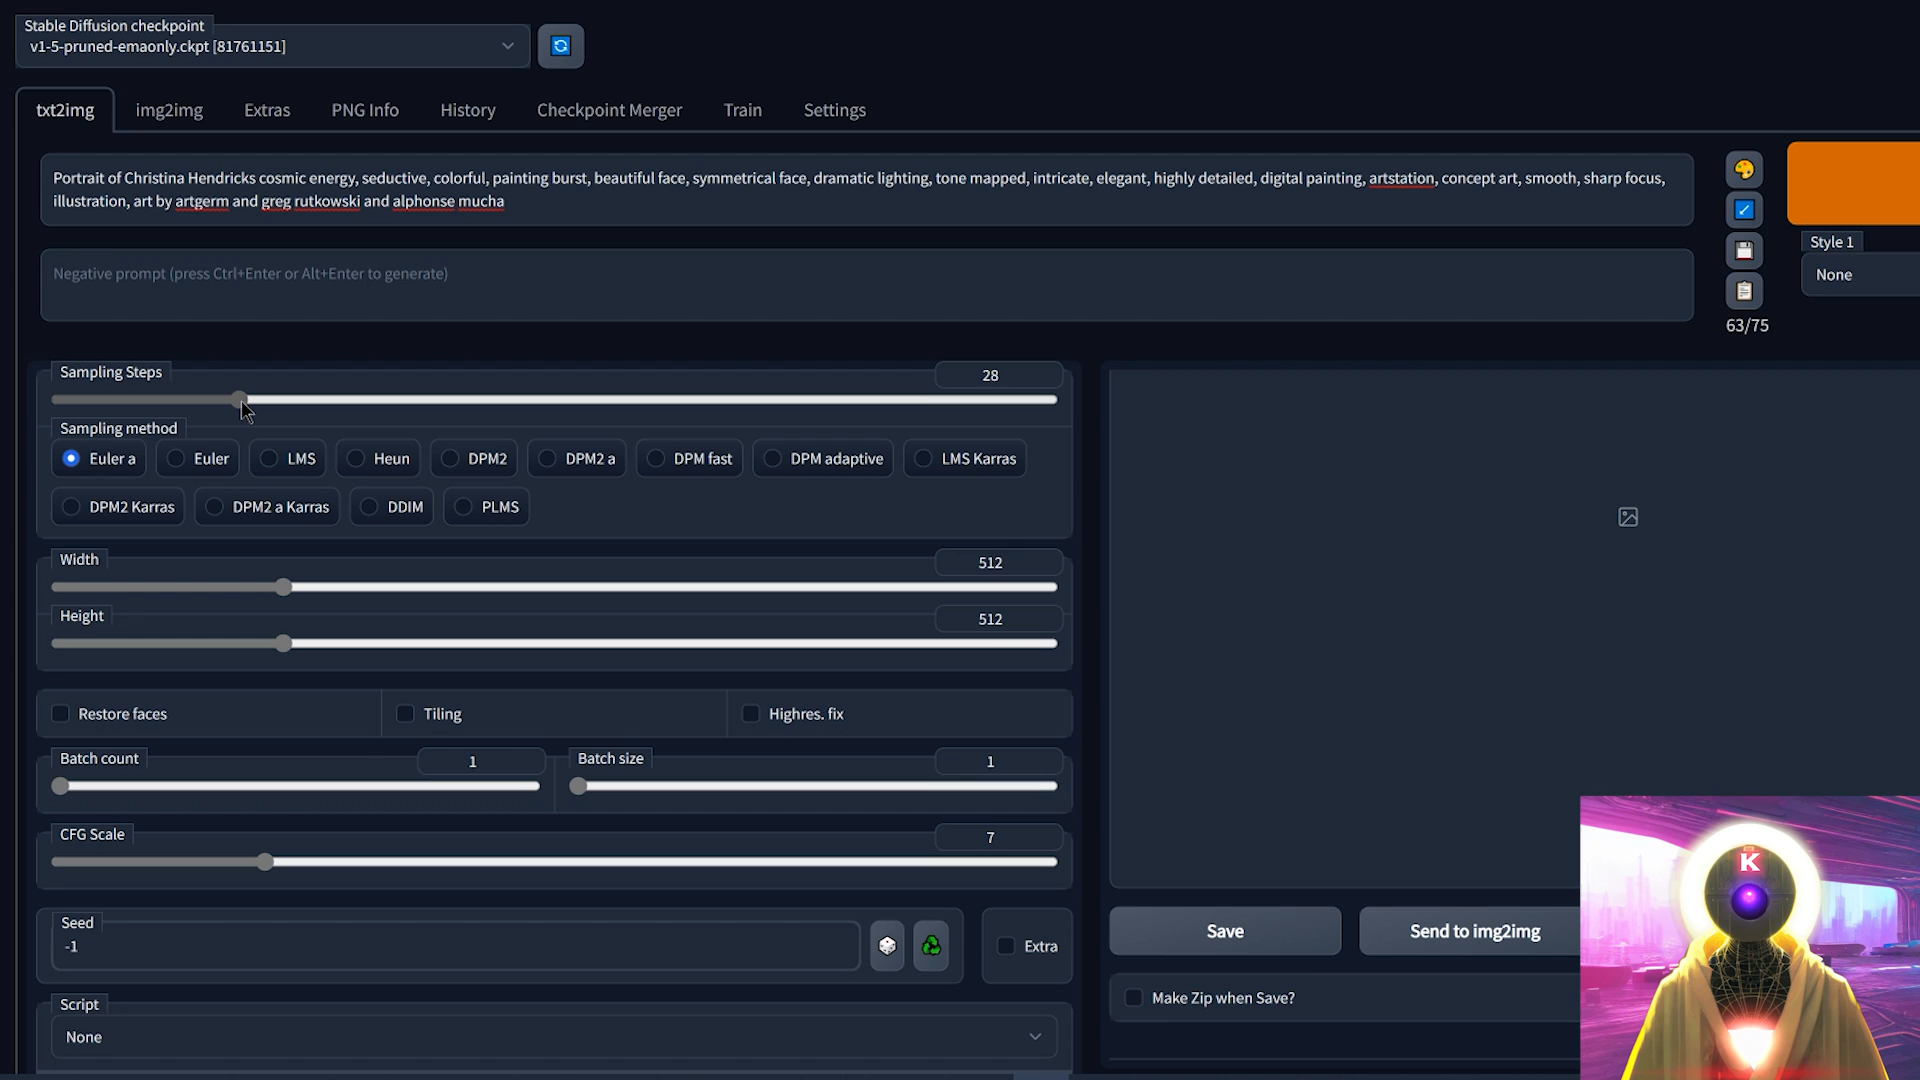 Stable Diffusion checkpoint
v1-5-pruned-emaonly.ckpt [81761151]
txt2img img2img Extras PNG Info History Checkpoint Merger Train Settings
Portrait of Christina Hendricks cosmic energy, seductive, colorful, painting burst, beautiful face, symmetrical face, dramatic lighting, tone mapped, intricate, elegant, highly detailed, digital painting, artstation, concept art, smooth, sharp focus,
illustration, art by artgerm and greg rutkowski and alphonse mucha
Negative prompt (press Ctrl+Enter or Alt+Enter to generate)
Style 1
None
63/75
Sampling Steps 28
Sampling method
Euler a Euler LMS Heun DPM2 DPM2 a DPM fast DPM adaptive LMS Karras
DPM2 Karras DPM2 a Karras DDIM PLMS
Width 512
Height 512
Restore faces Tiling Highres. fix
Batch count 1 Batch size 1
CFG Scale 7
Seed
-1
Extra
Script
None
Save Send to img2img
Make Zip when Save?
K